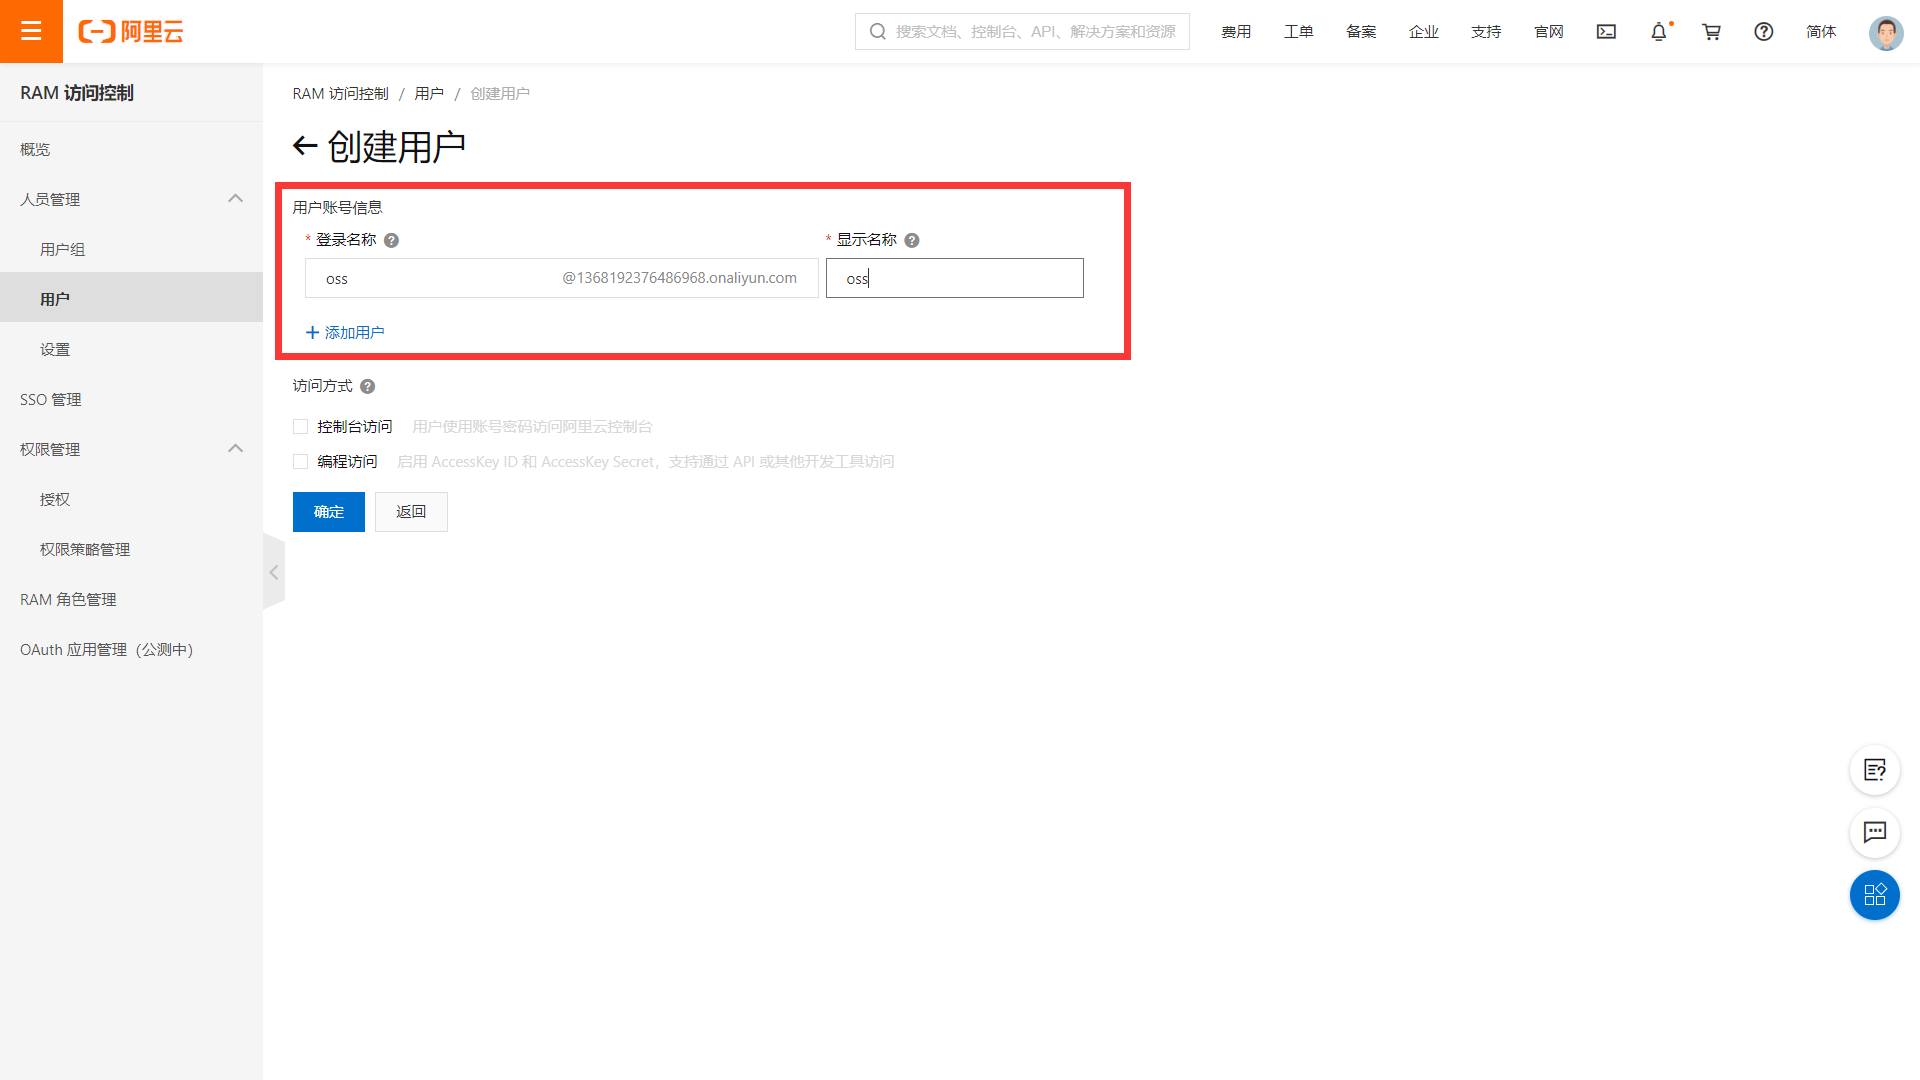 阿里云
搜索文档、控制台、API、解决方案和资源
费用 工单 备案 企业 支持 官网 简体
RAM 访问控制
概览
人员管理
用户组
用户
设置
SSO 管理
权限管理
授权
权限策略管理
RAM 角色管理
OAuth 应用管理（公测中）
RAM 访问控制 / 用户 / 创建用户
创建用户
用户账号信息
* 登录名称 ? * 显示名称 ?
oss @1368192376486968.onaliyun.com oss
+ 添加用户
访问方式 ?
控制台访问 用户使用账号密码访问阿里云控制台
编程访问 启用 AccessKey ID 和 AccessKey Secret，支持通过 API 或其他开发工具访问
确定 返回